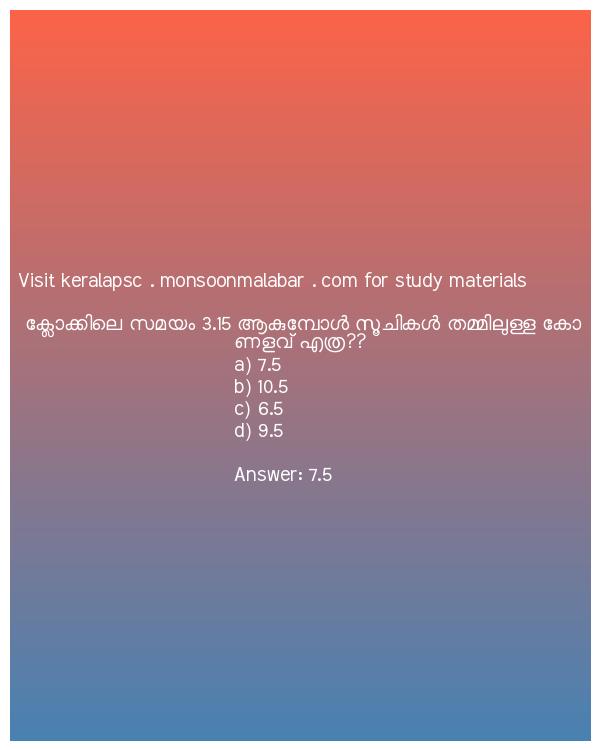 Visit keralapsc . monsoonmalabar . com for study materials
ക്ലോക്കിലെ സമയം 3.15 ആകുമ്പോൾ സൂചികൾ തമ്മിലുള്ള കോ
ണളവ് എത്ര??
a) 7.5
b) 10.5
c) 6.5
d) 9.5
Answer: 7.5